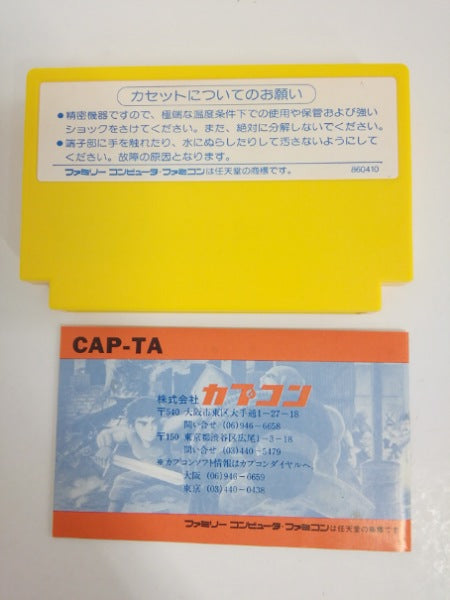 カセットについてのお願い
●精密機器ですので、極端な温度条件下での使用や保管および強い
ショックをさけてください。また、絶対に分解しないでください。
●端子部に手を触れたり、水にぬらしたりして汚さないようにして
ください。故障の原因となります。
ファミリー コンピュータ・ファミコンは任天堂の商標です。 860410
CAP-TA
株式会社 カプコン
〒540 大阪市東区大手通1-27-18
問い合せ (06)946-6658
〒150 東京都渋谷区広尾1-3-18
問い合せ (03)440-5479
※カプコンソフト情報はカプコンダイヤルへ
大阪 (06)946-6659
東京 (03)440-0438
ファミリー コンピュータ・ファミコンは任天堂の商標です